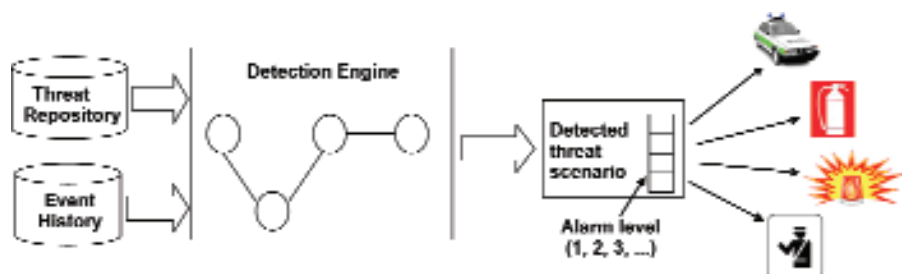 Threat
Repository
Event
History
Detection Engine
Detected
threat
scenario
Alarm level
(1, 2, 3, ...)